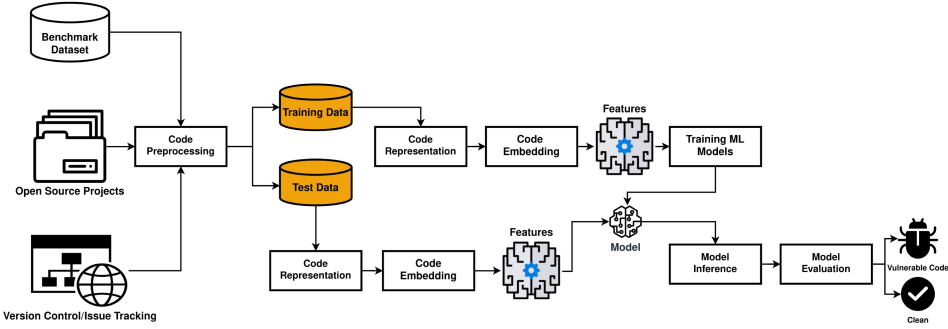 Benchmark
Dataset
Open Source Projects
Version Control/Issue Tracking
Code
Preprocessing
Training Data
Test Data
Code
Representation
Code
Embedding
Features
Training ML
Models
Code
Representation
Code
Embedding
Features
Model
Model
Inference
Model
Evaluation
Vulnerable Code
Clean